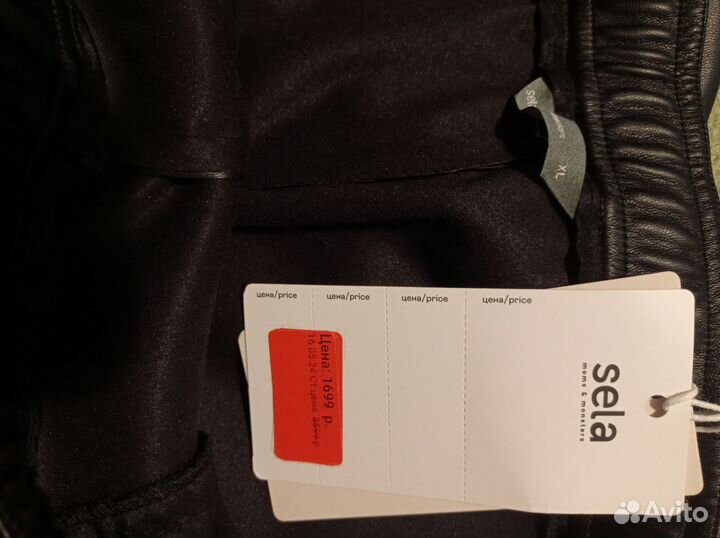 sela
XL
цена/price цена/price цена/price цена/price
Цена: 1699 р.
16.05.24 Ст.цена
sela
moms & monsters
Avito